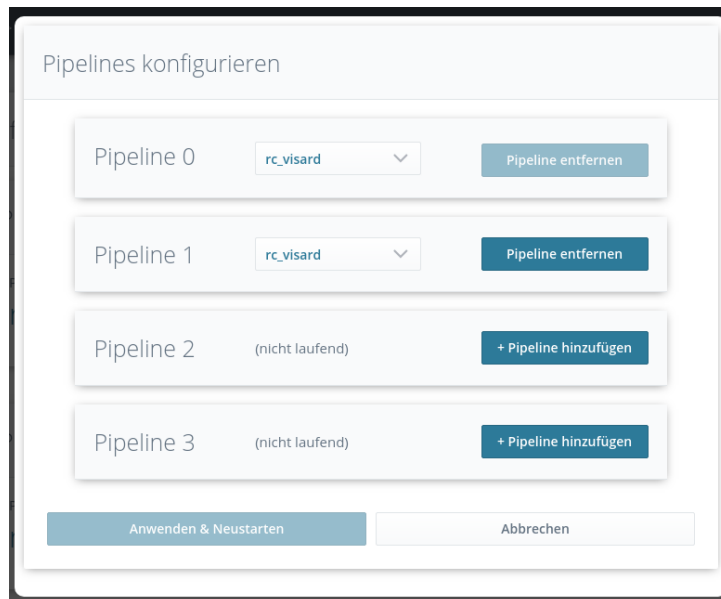 Pipelines konfigurieren
Pipeline 0 rc_visard Pipeline entfernen
Pipeline 1 rc_visard Pipeline entfernen
Pipeline 2 (nicht laufend) + Pipeline hinzufügen
Pipeline 3 (nicht laufend) + Pipeline hinzufügen
Anwenden & Neustarten Abbrechen